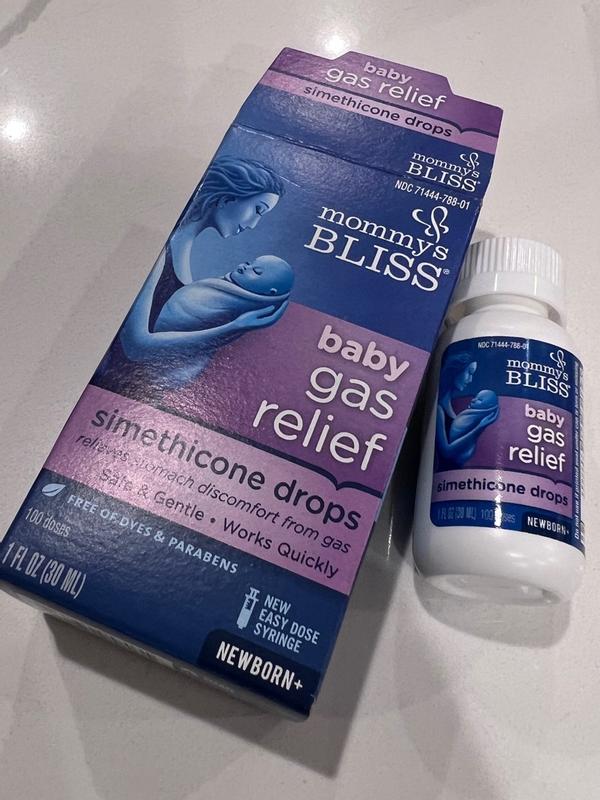 baby
gas relief
simethicone drops
mommy's
BLISS
NDC 71444-788-01
mommy's
BLISS®
baby
gas
relief
simethicone drops
relieves stomach discomfort from gas
Safe & Gentle • Works Quickly
FREE OF DYES & PARABENS
100 doses
1 FL OZ (30 ML)
NEW
EASY DOSE
SYRINGE
NEWBORN+
NDC 71444-788-01
mommy's
BLISS
baby
gas
relief
simethicone drops
1 FL OZ (30 ML) 100 doses
NEWBORN+